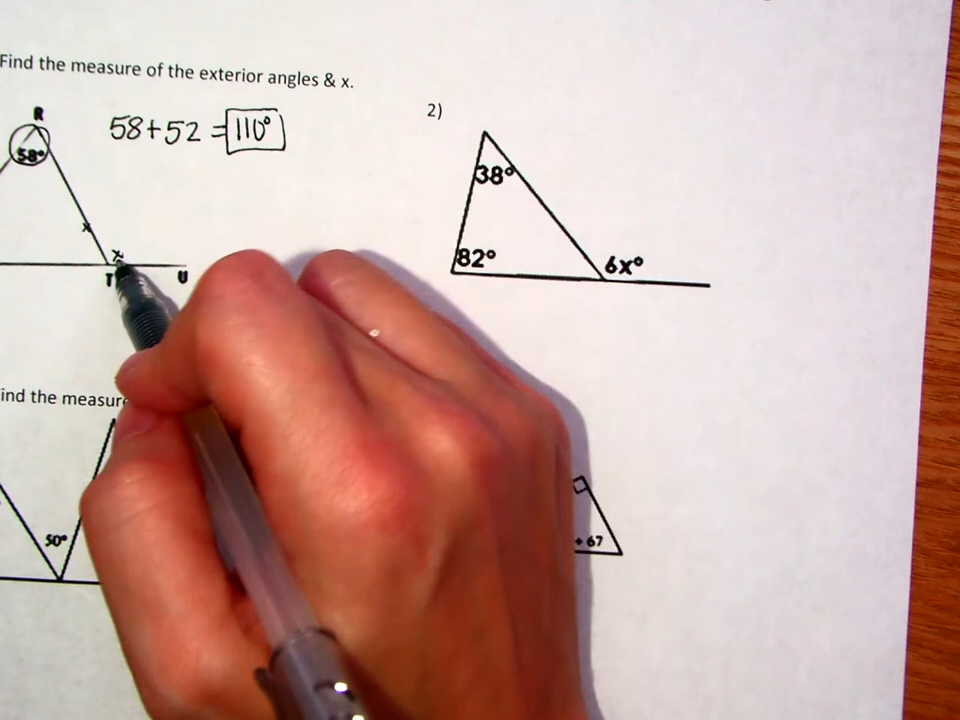 Find the measure of the exterior angles & x.
R
58°
58+52 = 110°
x
x
T
U
2)
38°
82°
6x°
ind the measur
50°
+ 67